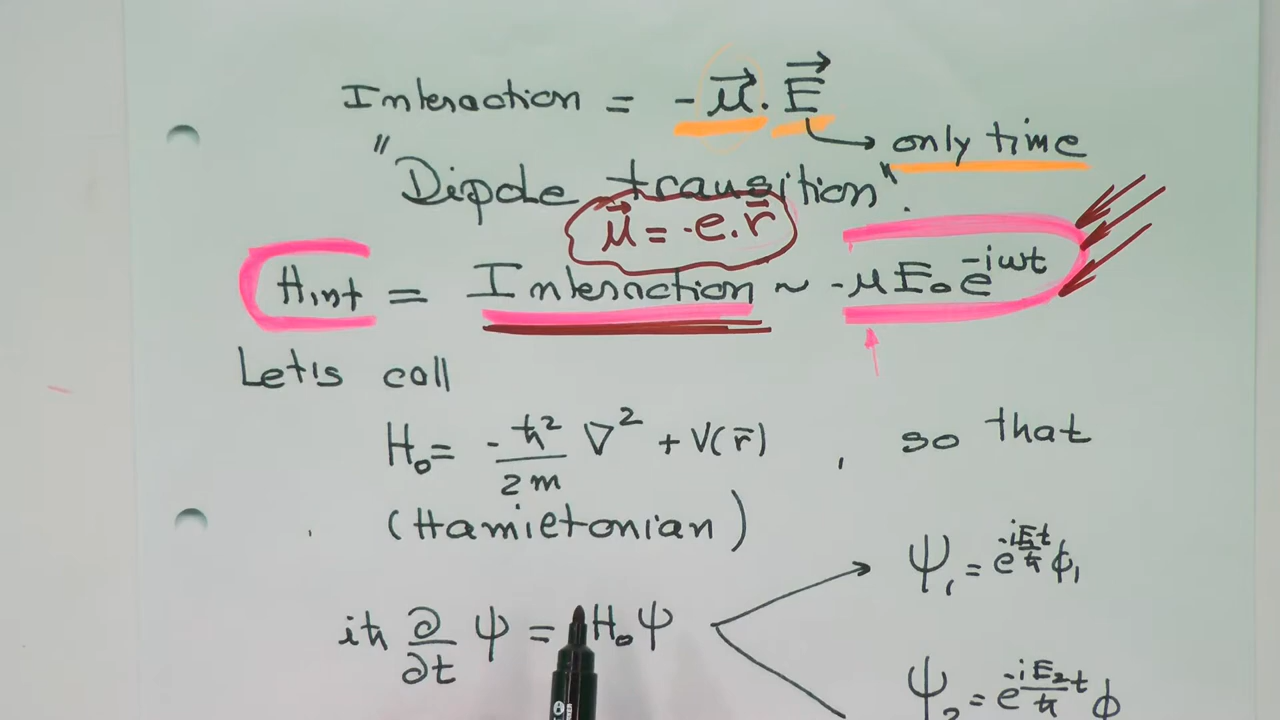 Interaction = -μ⃗ . E⃗
→ only time
"Dipole transition".
μ⃗ = -e.r⃗
Hint = Interaction ~ -μ E₀ e^-iωt
Let's call
H₀ = -ħ²/2m ∇² + V(r̄) , so that
(Hamietonian)
ψ₁ = e^-iE₁t/ħ ϕ₁
iħ ∂/∂t ψ = H₀ψ
ψ₂ = e^-iE₂t/ħ ϕ